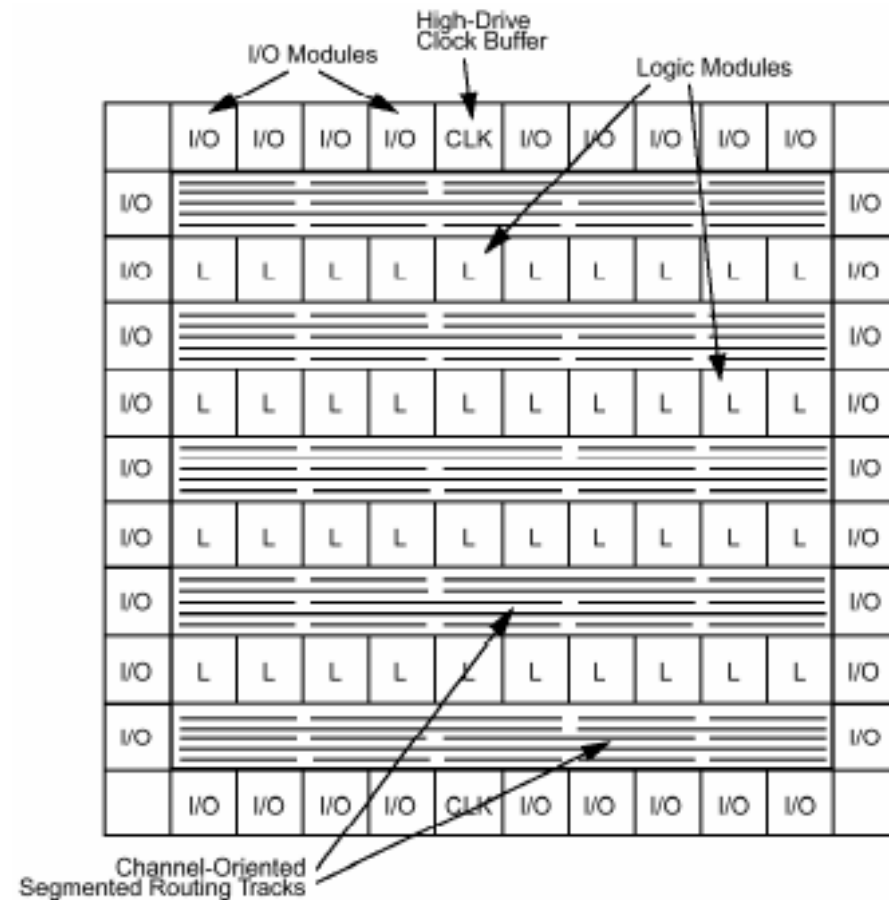 High-Drive
Clock Buffer
I/O Modules
Logic Modules
I/O I/O I/O I/O CLK I/O I/O I/O I/O I/O
I/O I/O
I/O L L L L L L L L L L I/O
I/O I/O
I/O L L L L L L L L L L I/O
I/O I/O
I/O L L L L L L L L L L I/O
I/O I/O
I/O L L L L L L L L L L I/O
I/O I/O
I/O I/O I/O I/O CLK I/O I/O I/O I/O I/O
Channel-Oriented
Segmented Routing Tracks